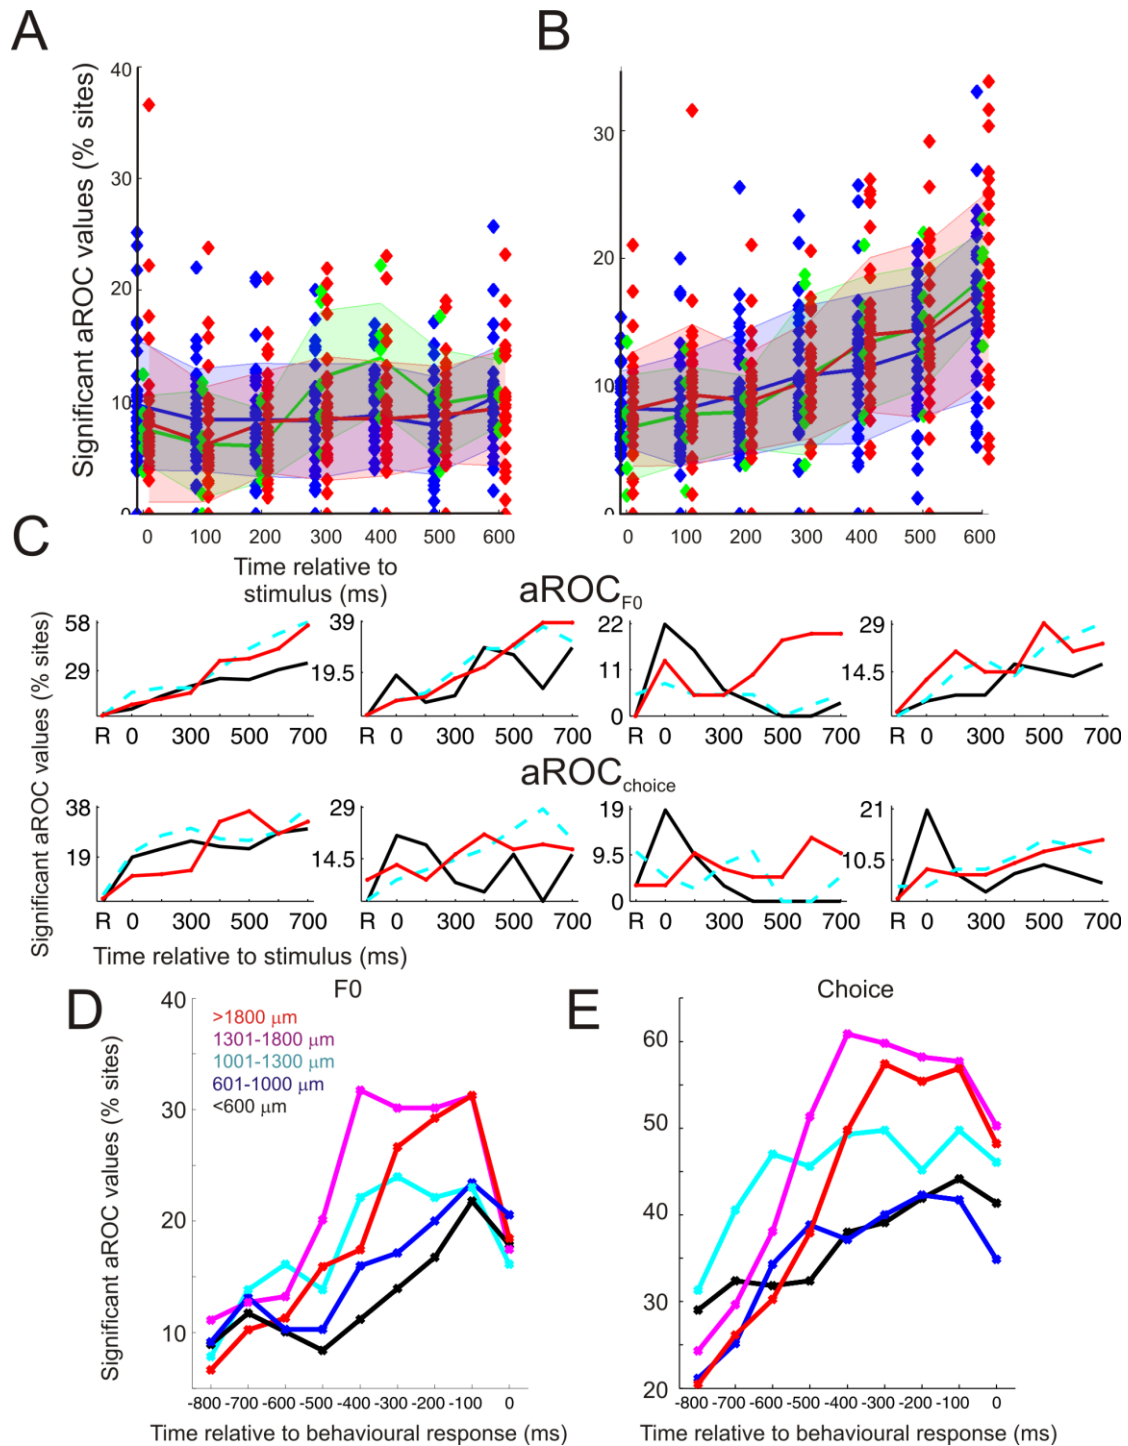 A
B
Significant aROC values (% sites)
40
30
20
10
0
30
20
10
0
0 100 200 300 400 500 600
0 100 200 300 400 500 600
Time relative to
stimulus (ms)
C
aROC F0
Significant aROC values (% sites)
58
29
39
19.5
22
11
0
29
14.5
R 0 300 500 700
R 0 300 500 700
R 0 300 500 700
R 0 300 500 700
aROC choice
38
19
29
14.5
19
9.5
0
21
10.5
R 0 300 500 700
R 0 300 500 700
R 0 300 500 700
R 0 300 500 700
Time relative to stimulus (ms)
D
F0
E
Choice
Significant aROC values (% sites)
40
30
20
10
>1800 μm
1301-1800 μm
1001-1300 μm
601-1000 μm
<600 μm
60
50
40
30
20
-800 -700 -600 -500 -400 -300 -200 -100 0
-800 -700 -600 -500 -400 -300 -200 -100 0
Time relative to behavioural response (ms)
Time relative to behavioural response (ms)